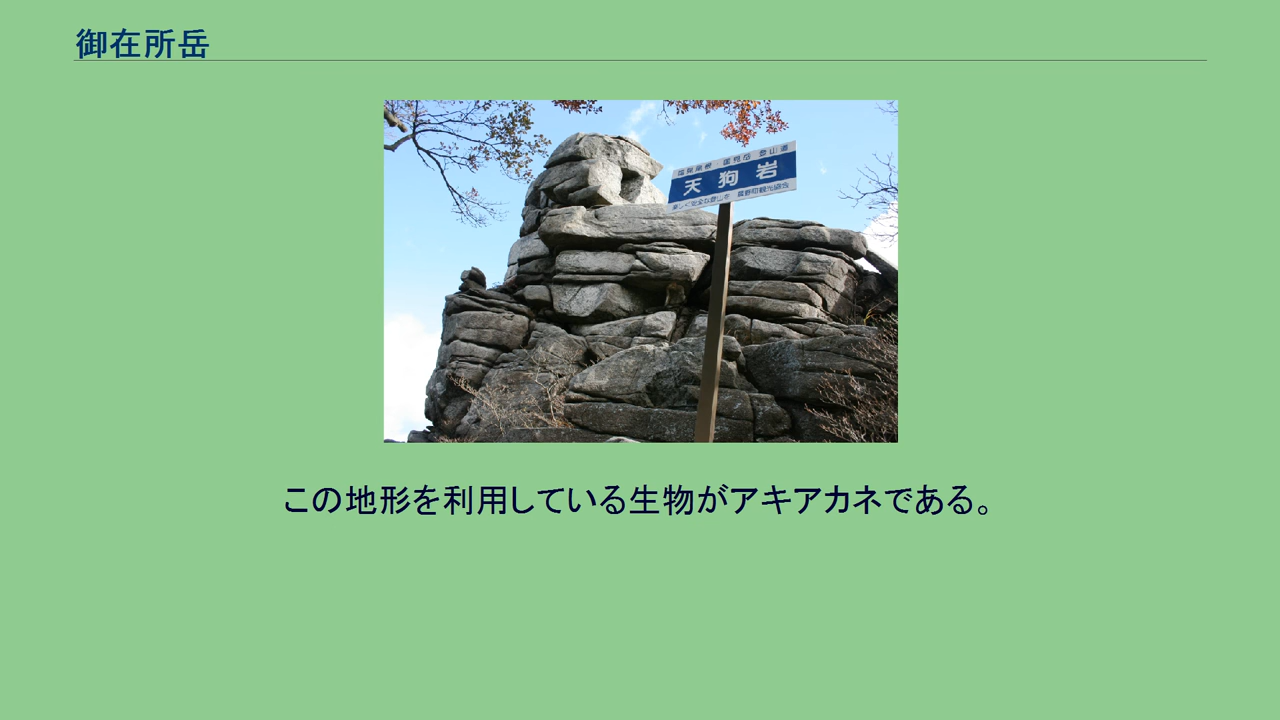 御在所岳
天狗岩
この地形を利用している生物がアキアカネである。